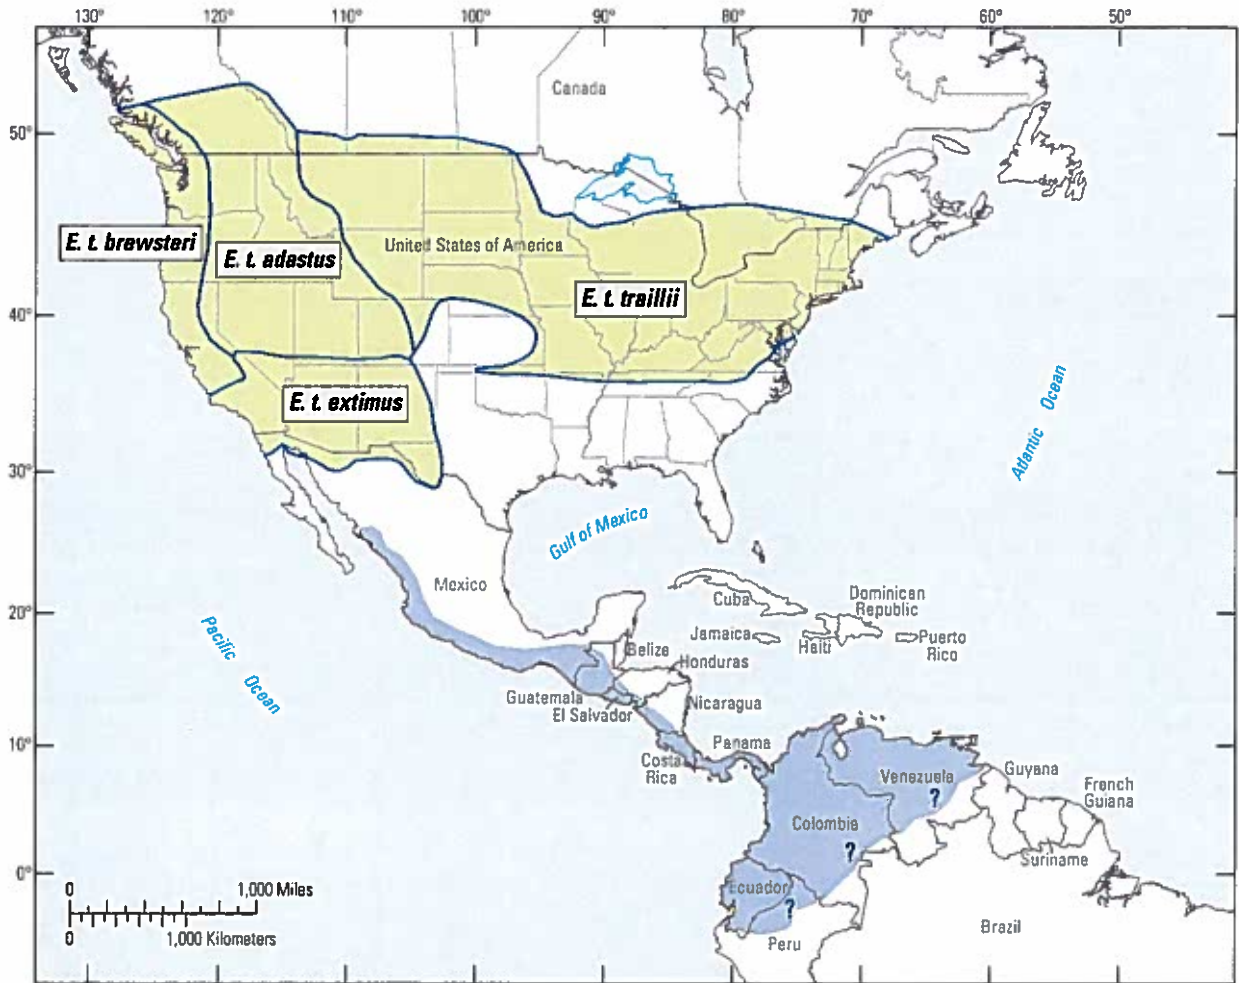 130° 120° 110° 100° 90° 80° 70° 60° 50°
Canada
50°
E. t. brewsteri
E. t. adastus
United States of America
E. t. traillii
40°
E. t. extimus
Atlantic Ocean
30°
Gulf of Mexico
Mexico
Cuba
Dominican
Republic
20°
Pacific Ocean
Jamaica
Haiti
Puerto
Rico
Belize
Honduras
Guatemala
El Salvador
Nicaragua
10°
Panama
Costa
Rica
Venezuela
?
Guyana
French
Guiana
Colombia
?
Suriname
0°
Ecuador
?
Peru
Brazil
0 1,000 Miles
0 1,000 Kilometers